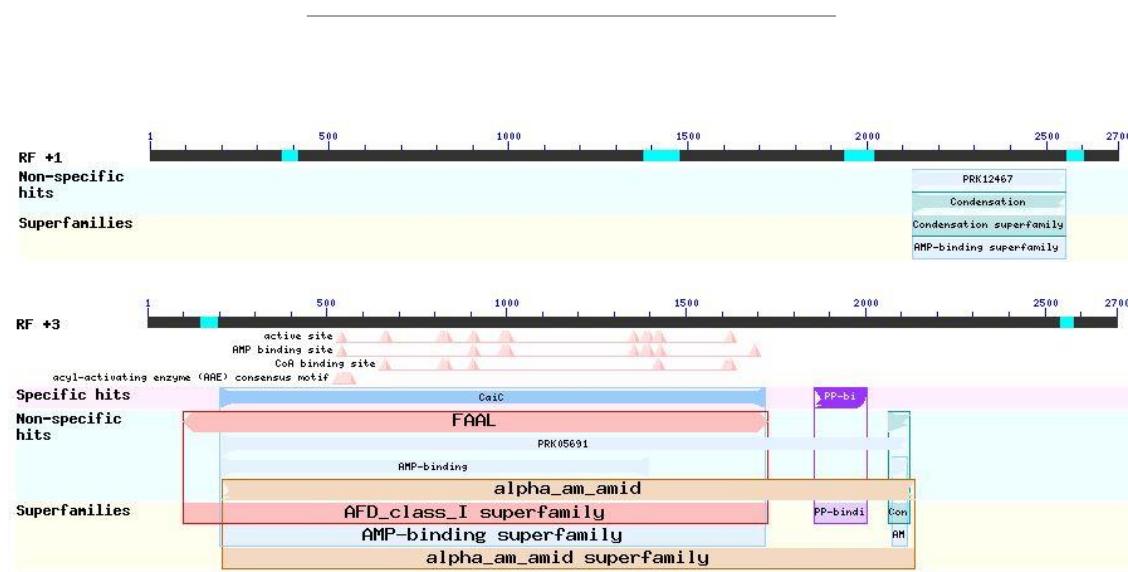 1 500 1000 1500 2000 2500 2700
RF +1
Non-specific
hits
PRK12467
Condensation
Superfamilies
Condensation superfamily
AMP-binding superfamily
1 500 1000 1500 2000 2500 2700
RF +3
active site
AMP binding site
CoA binding site
acyl-activating enzyme (AAE) consensus motif
Specific hits
CaiC PP-bi
Non-specific
hits
FAAL
PRK05691
AMP-binding
alpha_am_amid
Superfamilies
AFD_class_I superfamily PP-bindi Con
AMP-binding superfamily AM
alpha_am_amid superfamily